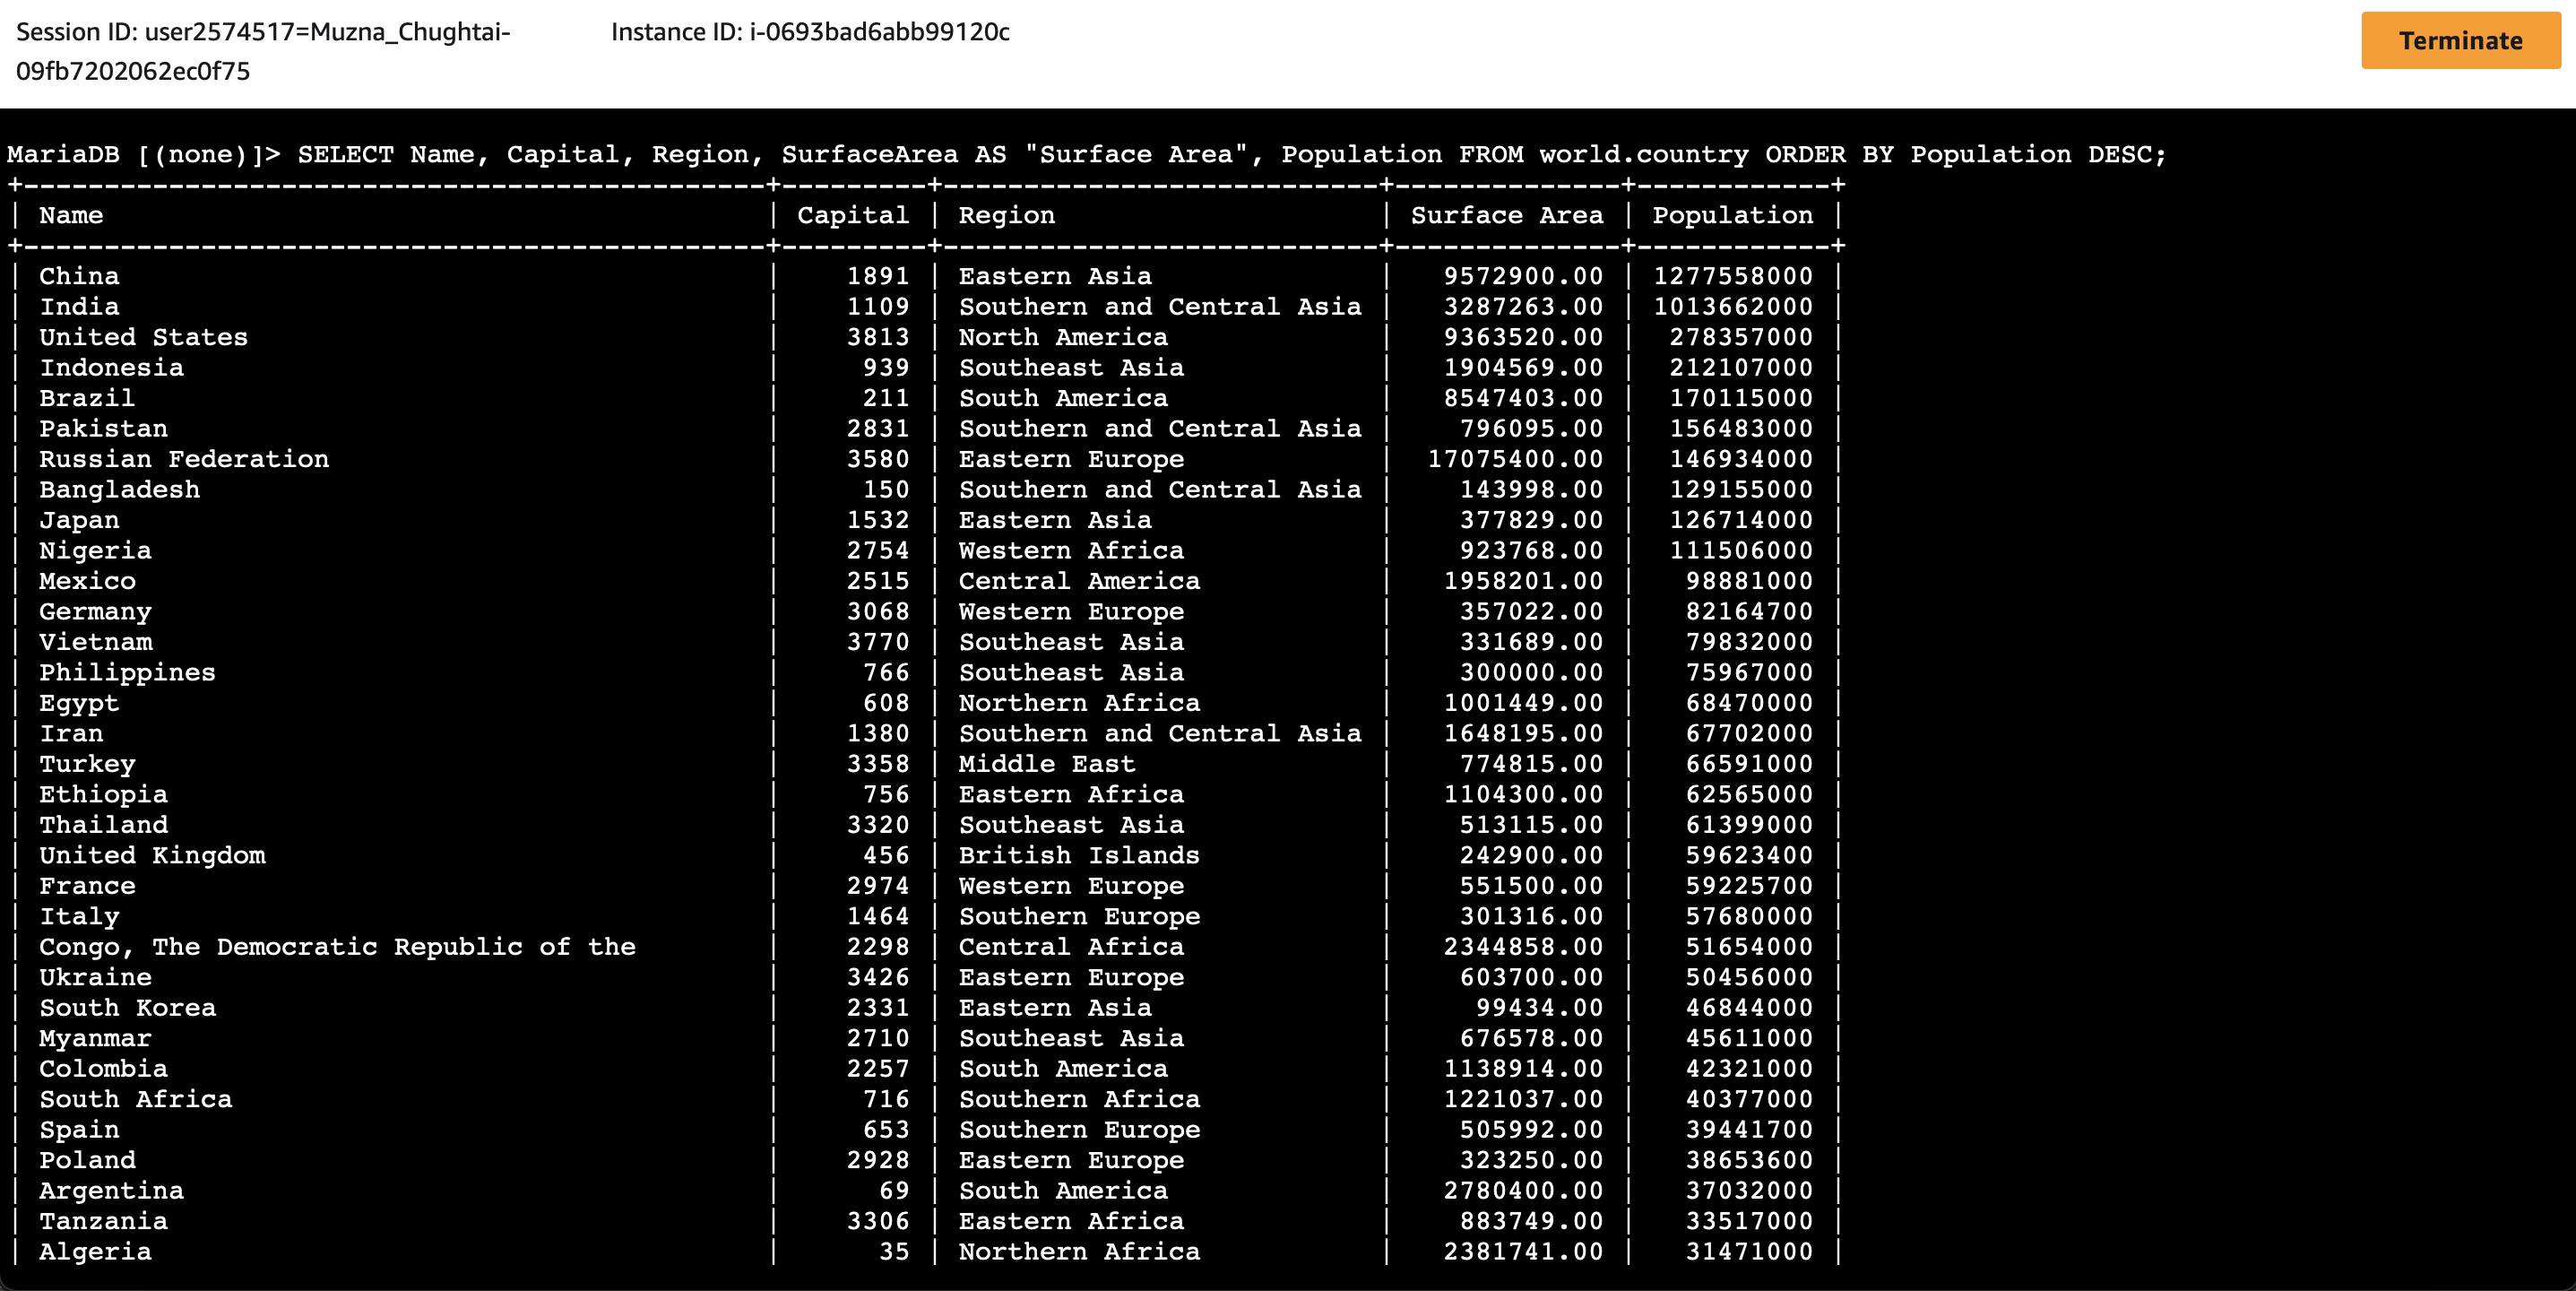 Session ID: user2574517=Muzna_Chughtai-
09fb7202062ec0f75
Instance ID: i-0693bad6abb99120c
Terminate
MariaDB [(none)]> SELECT Name, Capital, Region, SurfaceArea AS "Surface Area", Population FROM world.country ORDER BY Population DESC;
+----------------------------------------------+---------+---------------------------+--------------+------------+
| Name | Capital | Region | Surface Area | Population |
+----------------------------------------------+---------+---------------------------+--------------+------------+
| China | 1891 | Eastern Asia | 9572900.00 | 1277558000 |
| India | 1109 | Southern and Central Asia | 3287263.00 | 1013662000 |
| United States | 3813 | North America | 9363520.00 | 278357000 |
| Indonesia | 939 | Southeast Asia | 1904569.00 | 212107000 |
| Brazil | 211 | South America | 8547403.00 | 170115000 |
| Pakistan | 2831 | Southern and Central Asia | 796095.00 | 156483000 |
| Russian Federation | 3580 | Eastern Europe | 17075400.00 | 146934000 |
| Bangladesh | 150 | Southern and Central Asia | 143998.00 | 129155000 |
| Japan | 1532 | Eastern Asia | 377829.00 | 126714000 |
| Nigeria | 2754 | Western Africa | 923768.00 | 111506000 |
| Mexico | 2515 | Central America | 1958201.00 | 98881000 |
| Germany | 3068 | Western Europe | 357022.00 | 82164700 |
| Vietnam | 3770 | Southeast Asia | 331689.00 | 79832000 |
| Philippines | 766 | Southeast Asia | 300000.00 | 75967000 |
| Egypt | 608 | Northern Africa | 1001449.00 | 68470000 |
| Iran | 1380 | Southern and Central Asia | 1648195.00 | 67702000 |
| Turkey | 3358 | Middle East | 774815.00 | 66591000 |
| Ethiopia | 756 | Eastern Africa | 1104300.00 | 62565000 |
| Thailand | 3320 | Southeast Asia | 513115.00 | 61399000 |
| United Kingdom | 456 | British Islands | 242900.00 | 59623400 |
| France | 2974 | Western Europe | 551500.00 | 59225700 |
| Italy | 1464 | Southern Europe | 301316.00 | 57680000 |
| Congo, The Democratic Republic of the | 2298 | Central Africa | 2344858.00 | 51654000 |
| Ukraine | 3426 | Eastern Europe | 603700.00 | 50456000 |
| South Korea | 2331 | Eastern Asia | 99434.00 | 46844000 |
| Myanmar | 2710 | Southeast Asia | 676578.00 | 45611000 |
| Colombia | 2257 | South America | 1138914.00 | 42321000 |
| South Africa | 716 | Southern Africa | 1221037.00 | 40377000 |
| Spain | 653 | Southern Europe | 505992.00 | 39441700 |
| Poland | 2928 | Eastern Europe | 323250.00 | 38653600 |
| Argentina | 69 | South America | 2780400.00 | 37032000 |
| Tanzania | 3306 | Eastern Africa | 883749.00 | 33517000 |
| Algeria | 35 | Northern Africa | 2381741.00 | 31471000 |